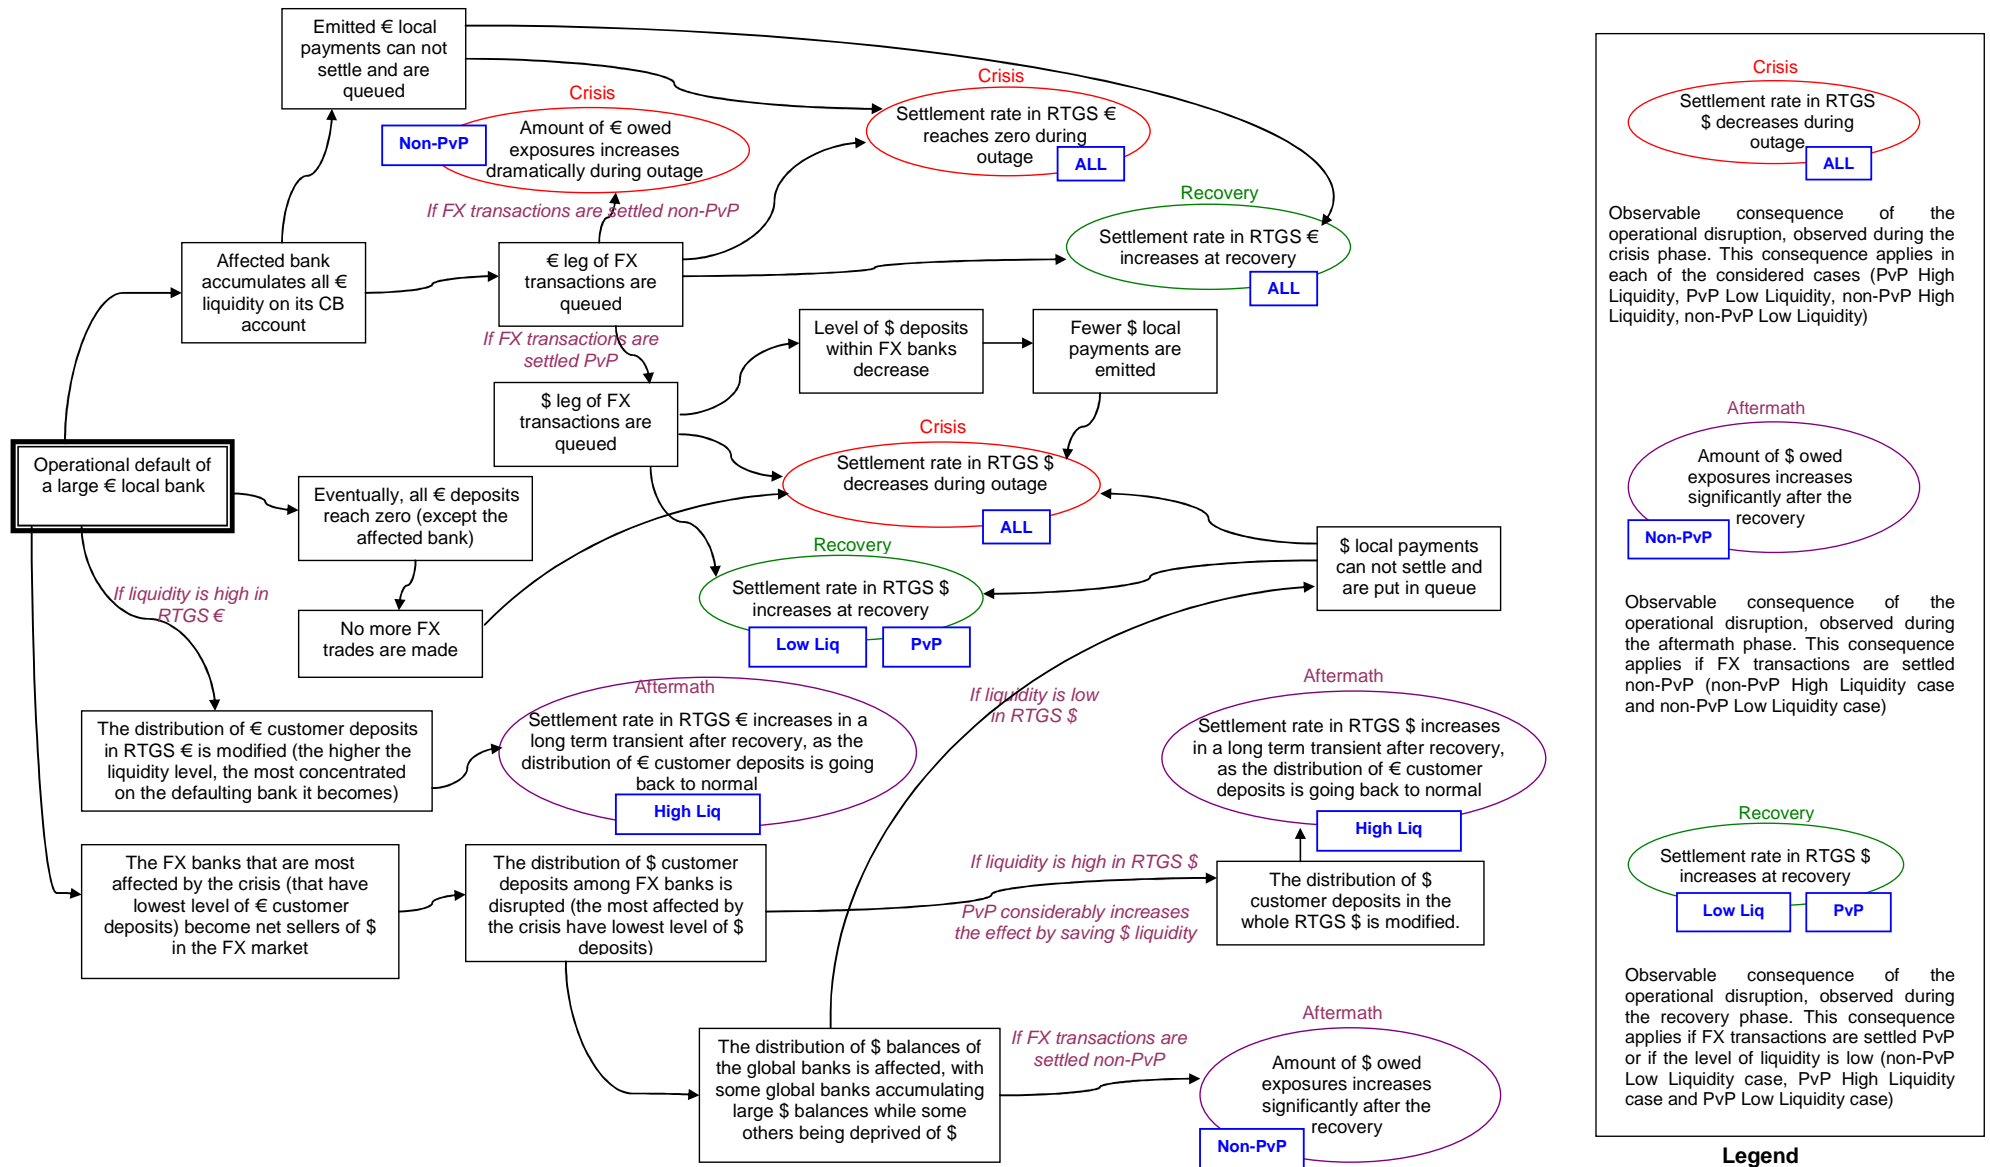 Emitted € local
payments can not
settle and are
queued
Crisis
Non-PvP
Amount of € owed
exposures increases
dramatically during outage
Crisis
Settlement rate in RTGS €
reaches zero during
outage
ALL
If FX transactions are settled non-PvP
Recovery
Settlement rate in RTGS €
increases at recovery
ALL
Affected bank
accumulates all €
liquidity on its CB
account
€ leg of FX
transactions are
queued
If FX transactions are
settled PvP
Level of $ deposits
within FX banks
decrease
Fewer $ local
payments are
emitted
$ leg of FX
transactions are
queued
Crisis
Settlement rate in RTGS $
decreases during outage
ALL
Operational default of
a large € local bank
Eventually, all € deposits
reach zero (except the
affected bank)
$ local payments
can not settle and
are put in queue
Recovery
Settlement rate in RTGS $
increases at recovery
Low Liq
PvP
If liquidity is high in
RTGS €
No more FX
trades are made
If liquidity is low
in RTGS $
Aftermath
Settlement rate in RTGS € increases in a
long term transient after recovery, as the
distribution of € customer deposits is going
back to normal
High Liq
Aftermath
Settlement rate in RTGS $ increases
in a long term transient after recovery,
as the distribution of € customer
deposits is going back to normal
High Liq
The distribution of € customer deposits
in RTGS € is modified (the higher the
liquidity level, the most concentrated
on the defaulting bank it becomes)
The FX banks that are most
affected by the crisis (that have
lowest level of € customer
deposits) become net sellers of $
in the FX market
The distribution of $ customer
deposits among FX banks is
disrupted (the most affected by
the crisis have lowest level of $
deposits)
If liquidity is high in RTGS $
PvP considerably increases
the effect by saving $ liquidity
The distribution of $
customer deposits in the
whole RTGS $ is modified.
The distribution of $ balances of
the global banks is affected, with
some global banks accumulating
large $ balances while some
others being deprived of $
If FX transactions are
settled non-PvP
Aftermath
Amount of $ owed
exposures increases
significantly after the
recovery
Non-PvP
Crisis
Settlement rate in RTGS
$ decreases during
outage
ALL
Observable consequence of the
operational disruption, observed during the
crisis phase. This consequence applies in
each of the considered cases (PvP High
Liquidity, PvP Low Liquidity, non-PvP High
Liquidity, non-PvP Low Liquidity)
Aftermath
Amount of $ owed
exposures increases
significantly after the
recovery
Non-PvP
Observable consequence of the
operational disruption, observed during
the aftermath phase. This consequence
applies if FX transactions are settled
non-PvP (non-PvP High Liquidity case
and non-PvP Low Liquidity case)
Recovery
Settlement rate in RTGS $
increases at recovery
Low Liq
PvP
Observable consequence of the
operational disruption, observed during
the recovery phase. This consequence
applies if FX transactions are settled PvP
or if the level of liquidity is low (non-PvP
Low Liquidity case, PvP High Liquidity
case and PvP Low Liquidity case)
Legend